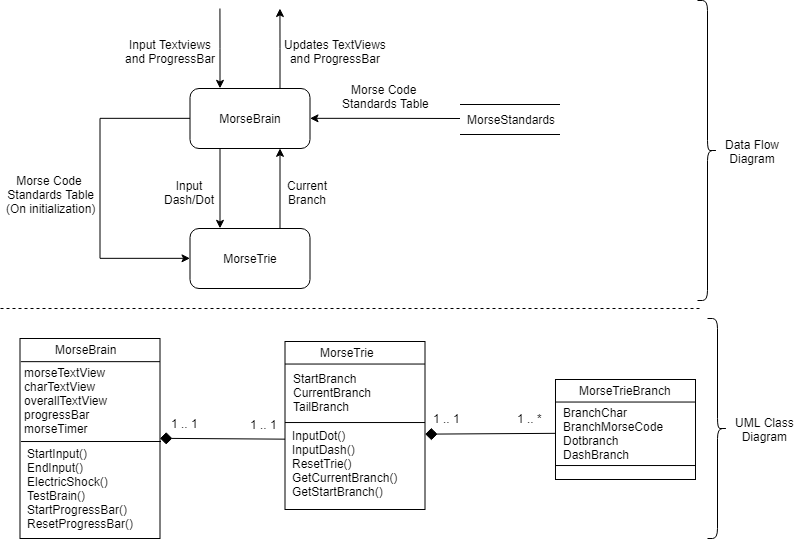 Input Textviews
and ProgressBar
Updates TextViews
and ProgressBar
Morse Code
Standards Table
MorseBrain
MorseStandards
Data Flow
Diagram
Morse Code
Standards Table
(On initialization)
Input
Dash/Dot
Current
Branch
MorseTrie
MorseBrain
morseTextView
charTextView
overallTextView
progressBar
morseTimer
StartInput()
EndInput()
ElectricShock()
TestBrain()
StartProgressBar()
ResetProgressBar()
1 .. 1
1 .. 1
MorseTrie
StartBranch
CurrentBranch
TailBranch
InputDot()
InputDash()
ResetTrie()
GetCurrentBranch()
GetStartBranch()
1 .. 1
1 .. *
MorseTrieBranch
BranchChar
BranchMorseCode
Dotbranch
DashBranch
UML Class
Diagram